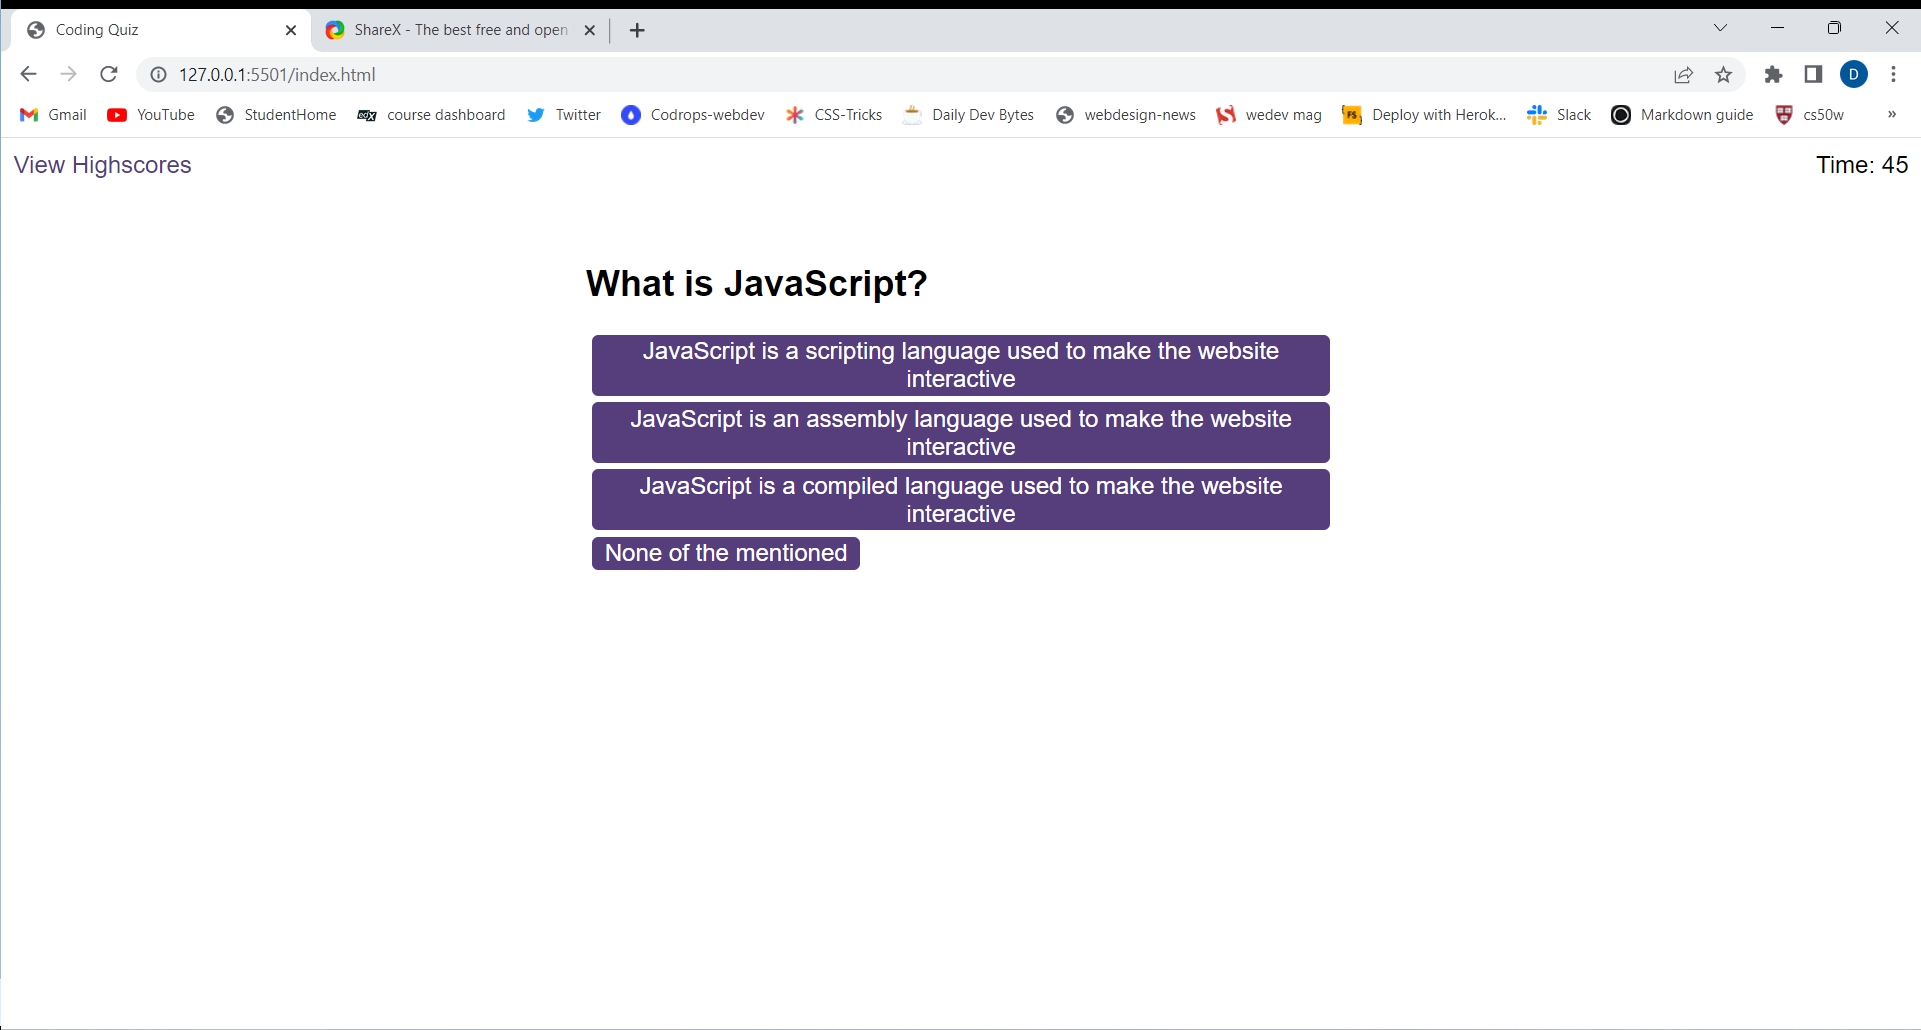 Coding Quiz
ShareX - The best free and open
127.0.0.1:5501/index.html
D
Gmail
YouTube
StudentHome
edX
course dashboard
Twitter
Codrops-webdev
CSS-Tricks
Daily Dev Bytes
webdesign-news
wedev mag
FS
Deploy with Herok...
Slack
Markdown guide
cs50w
»
View Highscores
Time: 45
What is JavaScript?
JavaScript is a scripting language used to make the website
interactive
JavaScript is an assembly language used to make the website
interactive
JavaScript is a compiled language used to make the website
interactive
None of the mentioned